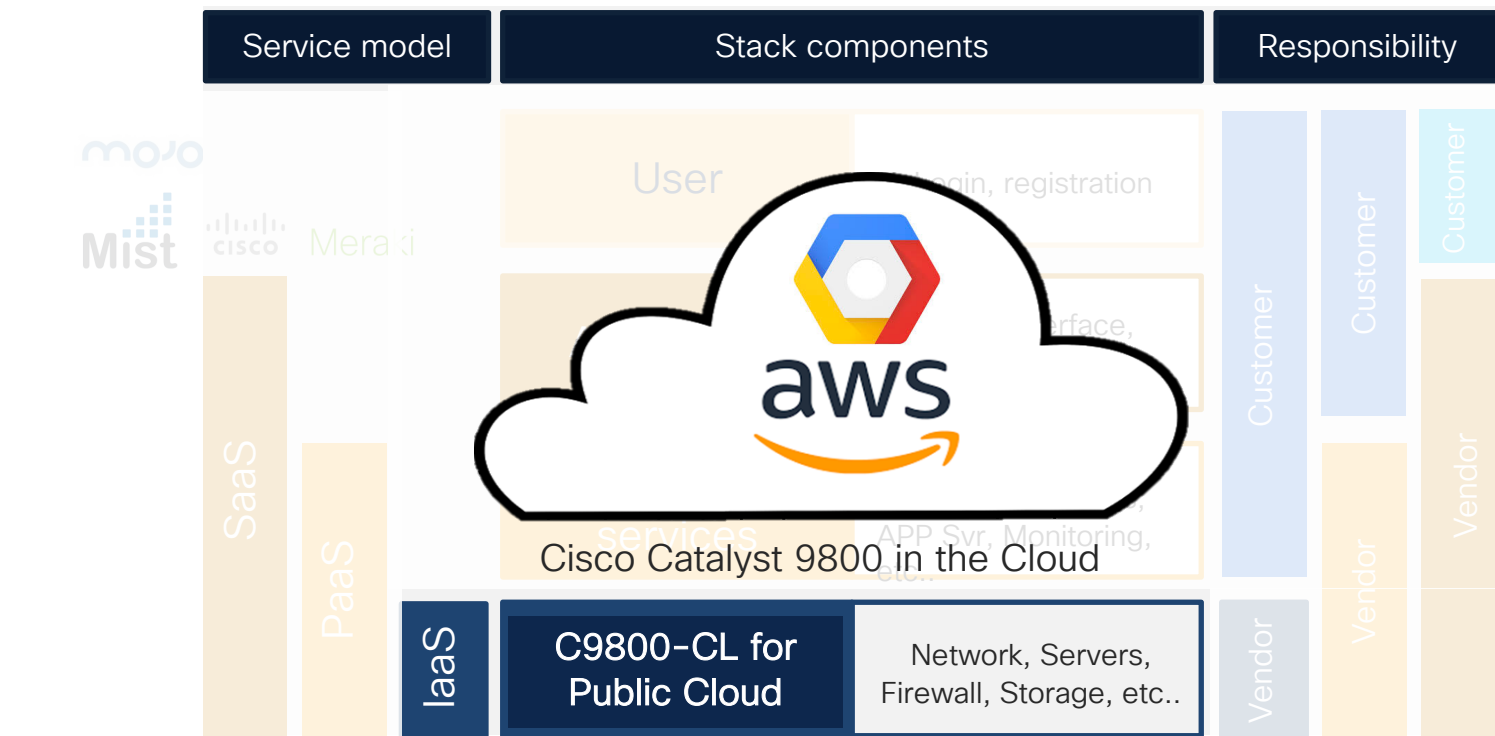 Service model
Stack components
Responsibility
mojo
Mist
CISCO
Meraki
User
Login, registration
Customer
Customer
Customer
aws
SaaS
PaaS
services
APP Svr, Monitoring,
etc..
Cisco Catalyst 9800 in the Cloud
Vendor
Vendor
IaaS
C9800-CL for
Public Cloud
Network, Servers,
Firewall, Storage, etc..
Vendor